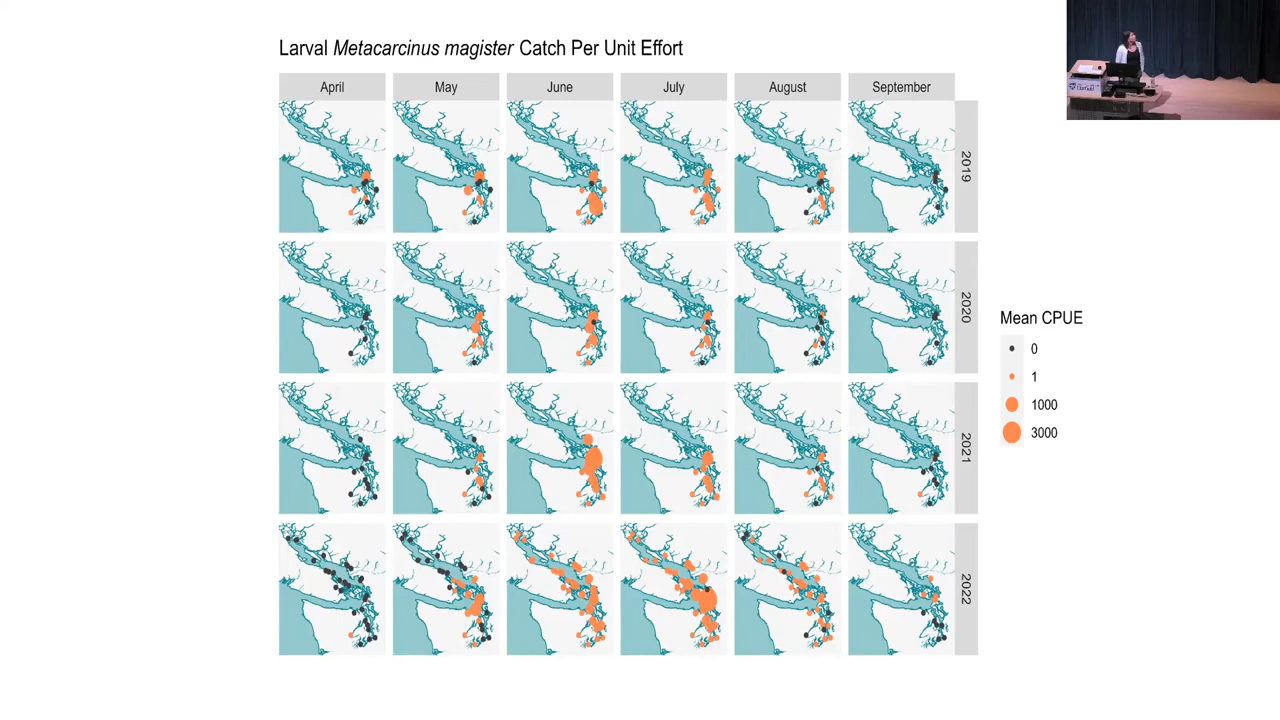 Larval Metacarcinus magister Catch Per Unit Effort
April May June July August September
2019
2020
2021
2022
Mean CPUE
0
1
1000
3000